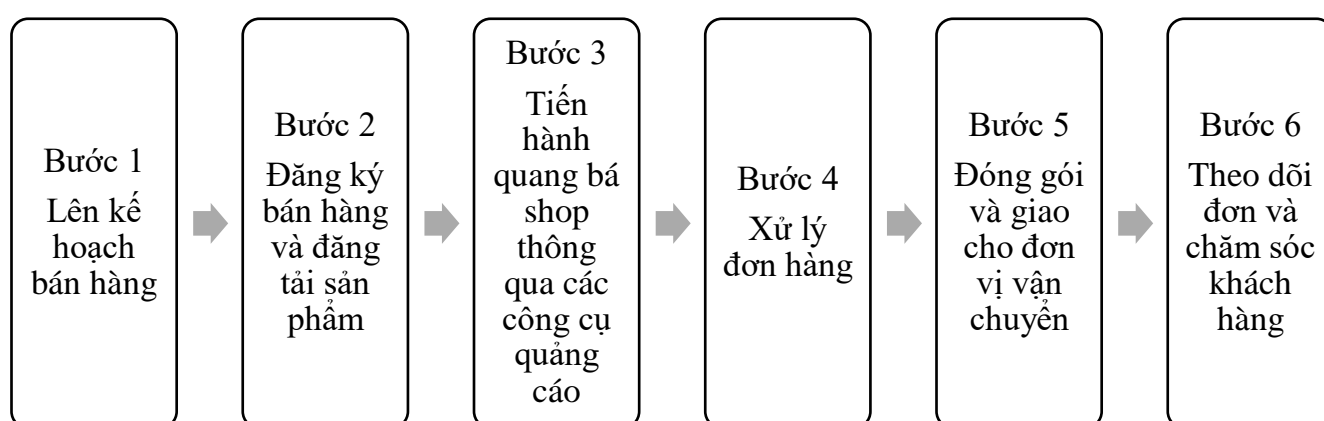 Bước 1
Lên kế
hoạch
bán hàng
Bước 2
Đăng ký
bán hàng
và đăng
tải sản
phẩm
Bước 3
Tiến
hành
quang bá
shop
thông
qua các
công cụ
quảng
cáo
Bước 4
Xử lý
đơn hàng
Bước 5
Đóng gói
và giao
cho đơn
vị vận
chuyển
Bước 6
Theo dõi
đơn và
chăm sóc
khách
hàng